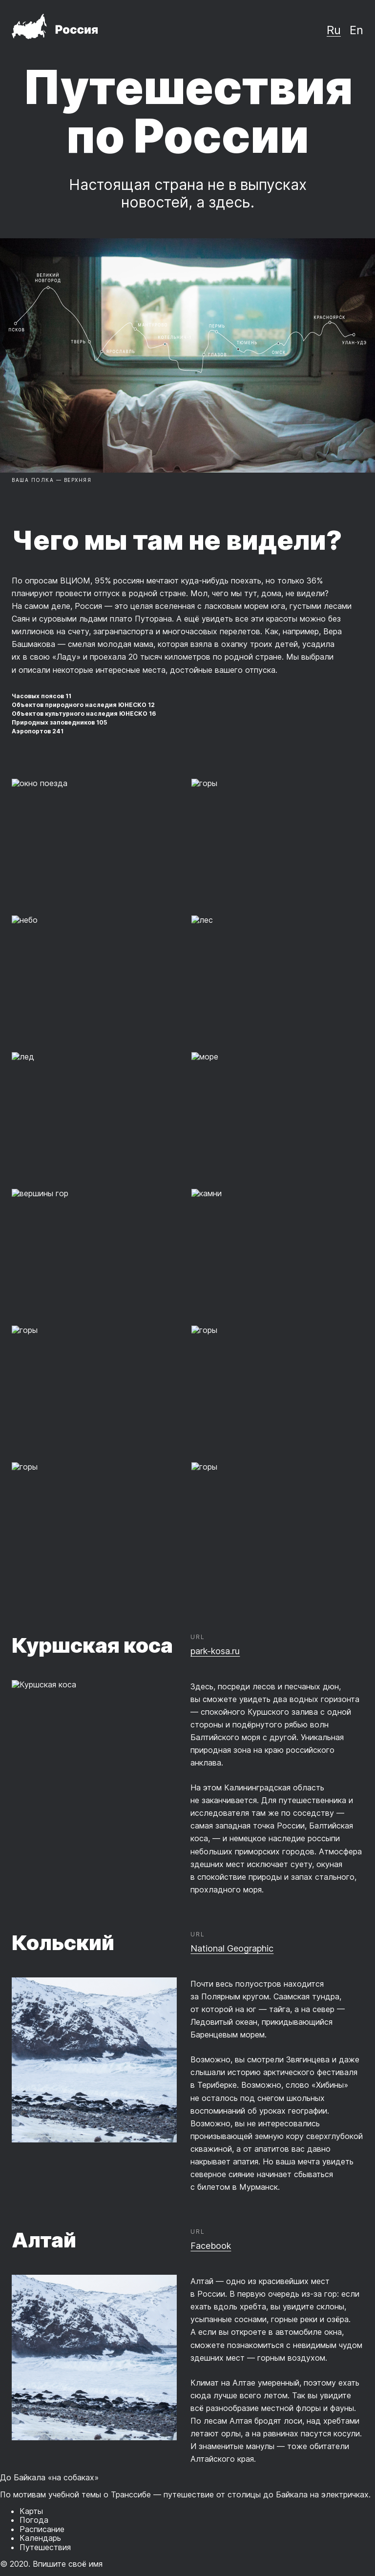 Россия
Ru En
Путешествия
по России
Настоящая страна не в выпусках
новостей, а здесь.
ВЕЛИКИЙ
НОВГОРОД
ПСКОВ
ТВЕРЬ
ЯРОСЛАВЛЬ
ПЕРМЬ
ТЮМЕНЬ
ОМСК
КРАСНОЯРСК
УЛАН-УДЭ
ВАША ПОЛКА — ВЕРХНЯЯ
Чего мы там не видели?
По опросам ВЦИОМ, 95% россиян мечтают куда-нибудь поехать, но только 36%
планируют провести отпуск в родной стране. Мол, чего мы тут, дома, не видели?
На самом деле, Россия — это целая вселенная с ласковым морем юга, густыми лесами
Саян и суровыми льдами плато Путорана. А ещё увидеть все эти красоты можно без
миллионов на счету, загранпаспорта и многочасовых перелетов. Как, например, Вера
Башмакова — смелая молодая мама, которая взяла в охапку троих детей, усадила
их в свою «Ладу» и проехала 20 тысяч километров по родной стране. Мы выбрали
и описали некоторые интересные места, достойные вашего отпуска.
Часовых поясов 11
Объектов природного наследия ЮНЕСКО 12
Объектов культурного наследия ЮНЕСКО 16
Природных заповедников 105
Аэропортов 241
окно поезда
горы
небо
лес
лед
море
вершины гор
камни
горы
горы
горы
горы
Куршская коса
URL
park-kosa.ru
Куршская коса
Здесь, посреди лесов и песчаных дюн,
вы сможете увидеть два водных горизонта
— спокойного Куршского залива с одной
стороны и подёрнутого рябью волн
Балтийского моря с другой. Уникальная
природная зона на краю российского
анклава.
На этом Калининградская область
не заканчивается. Для путешественника и
исследователя там же по соседству —
самая западная точка России, Балтийская
коса, — и немецкое наследие россыпи
небольших приморских городов. Атмосфера
здешних мест исключает суету, окуная
в спокойствие природы и запах стального,
прохладного моря.
Кольский
URL
National Geographic
Почти весь полуостров находится
за Полярным кругом. Саамская тундра,
от которой на юг — тайга, а на север —
Ледовитый океан, прикидывающийся
Баренцевым морем.
Возможно, вы смотрели Звягинцева и даже
слышали историю арктического фестиваля
в Териберке. Возможно, слово «Хибины»
не осталось под снегом школьных
воспоминаний об уроках географии.
Возможно, вы не интересовались
пронизывающей земную кору сверхглубокой
скважиной, а от апатитов вас давно
накрывает апатия. Но ваша мечта увидеть
северное сияние начинает сбываться
с билетом в Мурманск.
Алтай
URL
Facebook
Алтай — одно из красивейших мест
в России. В первую очередь из-за гор: если
ехать вдоль хребта, вы увидите склоны,
усыпанные соснами, горные реки и озёра.
А если вы откроете в автомобиле окна,
сможете познакомиться с невидимым чудом
здешних мест — горным воздухом.
Климат на Алтае умеренный, поэтому ехать
сюда лучше всего летом. Так вы увидите
всё разнообразие местной флоры и фауны.
По лесам Алтая бродят лоси, над хребтами
летают орлы, а на равнинах пасутся косули.
И знаменитые манулы — тоже обитатели
Алтайского края.
До Байкала «на собаках»
По мотивам учебной темы о Транссибе — путешествие от столицы до Байкала на электричках.
Карты
Погода
Расписание
Календарь
Путешествия
© 2020. Впишите своё имя